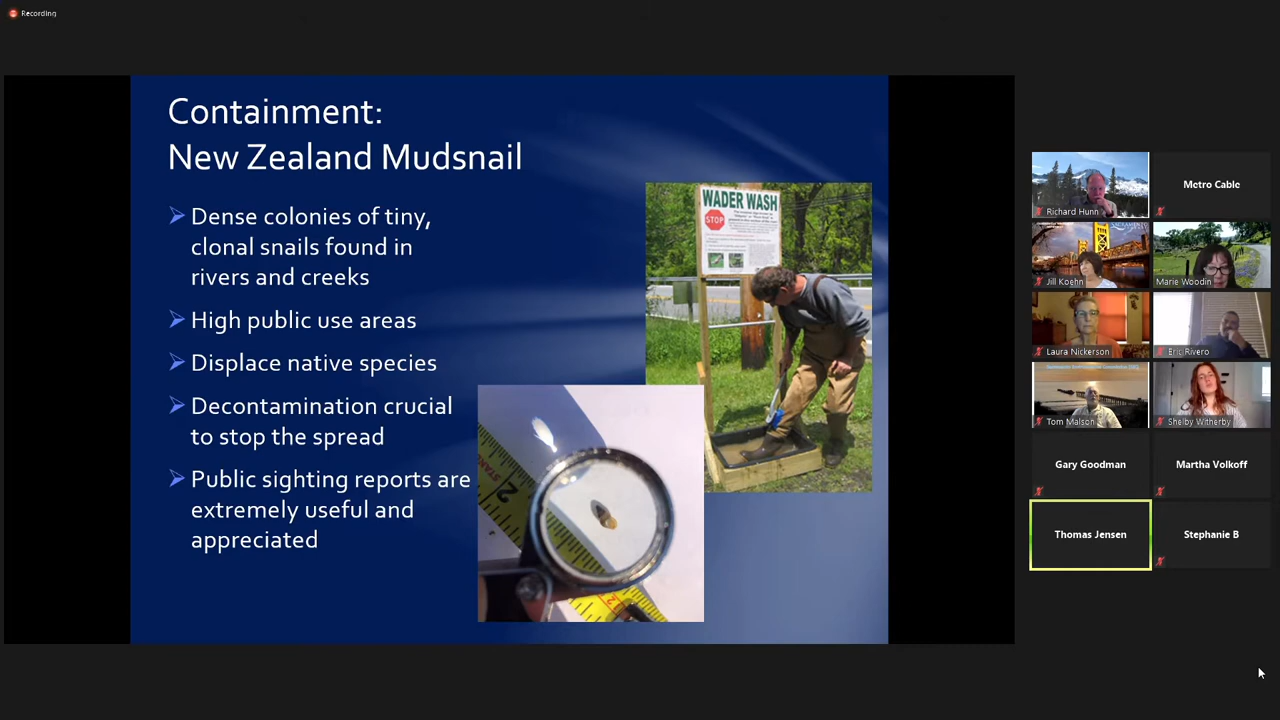 Recording
Containment:
New Zealand Mudsnail
Dense colonies of tiny,
clonal snails found in
rivers and creeks
High public use areas
Displace native species
Decontamination crucial
to stop the spread
Public sighting reports are
extremely useful and
appreciated
WADER WASH
STOP
2
Richard Hunn
Metro Cable
Jill Koehn
Marie Woodin
Laura Nickerson
Eric Rivero
Tom Malson
Shelby Witherby
Gary Goodman
Martha Volkoff
Thomas Jensen
Stephanie B